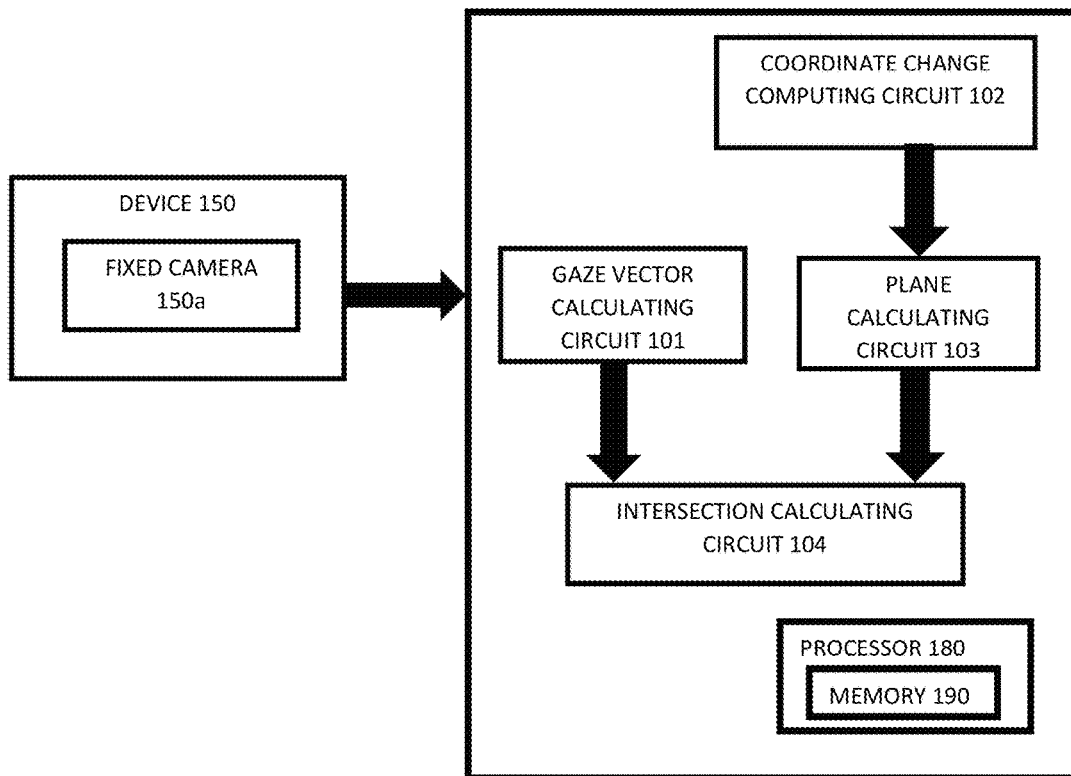 DEVICE 150
FIXED CAMERA
150a
COORDINATE CHANGE
COMPUTING CIRCUIT 102
GAZE VECTOR
CALCULATING
CIRCUIT 101
PLANE
CALCULATING
CIRCUIT 103
INTERSECTION CALCULATING
CIRCUIT 104
PROCESSOR 180
MEMORY 190